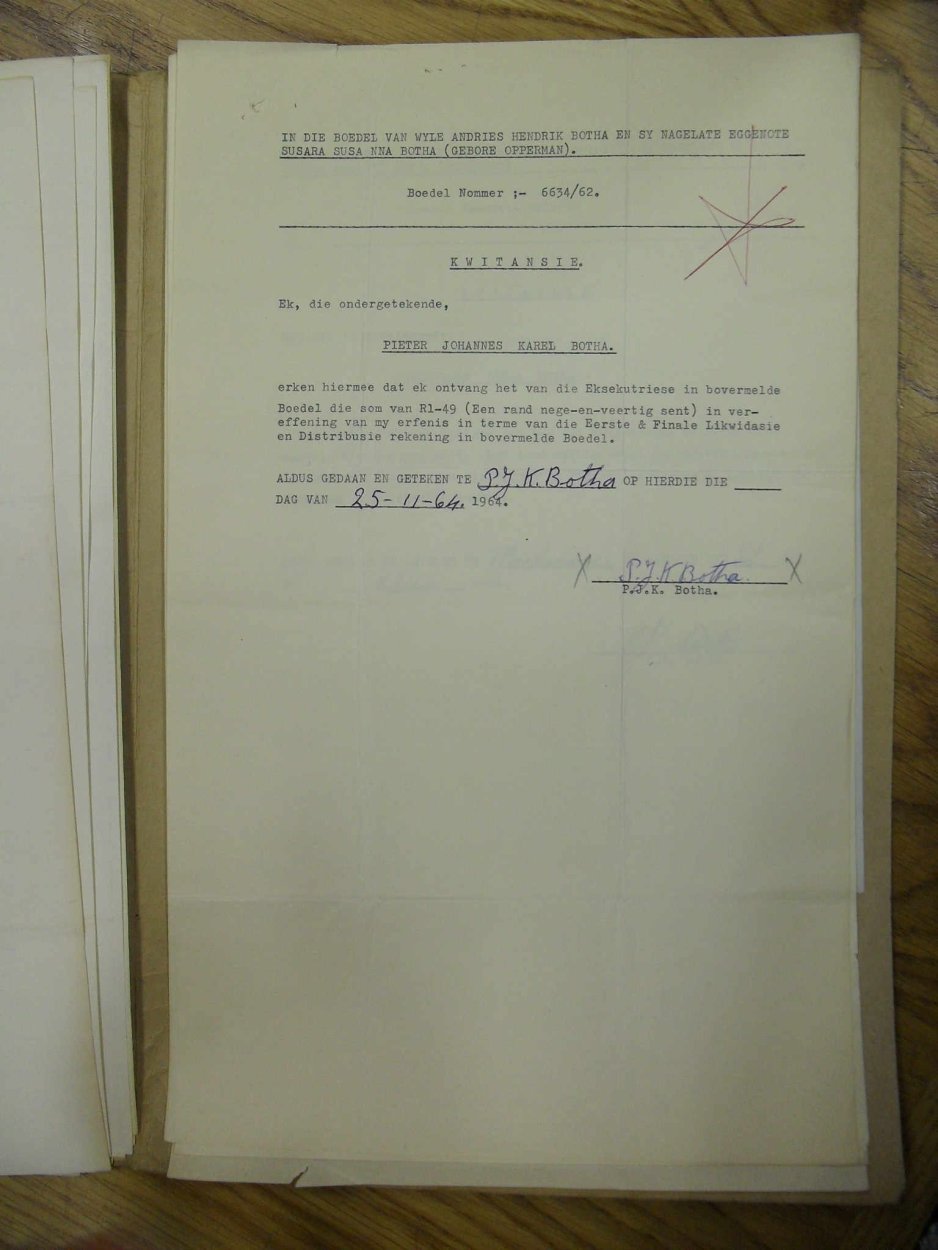 IN DIE BOEDEL VAN WYLE ANDRIES HENDRIK BOTHA EN SY NAGELATE EGGENOTE
SUSARA SUSA NNA BOTHA (GEBORE OPPERMAN).
Boedel Nommer ;- 6634/62.
K W I T A N S I E.
Ek, die ondergetekende,
PIETER JOHANNES KAREL BOTHA.
erken hiermee dat ek ontvang het van die Eksekutriese in bovermelde
Boedel die som van R1-49 (Een rand nege-en-veertig sent) in ver-
effening van my erfenis in terme van die Eerste & Finale Likwidasie
en Distribusie rekening in bovermelde Boedel.
ALDUS GEDAAN EN GETEKEN TE P.J.K. Botha OP HIERDIE DIE
DAG VAN 25-11-64. 1964.
X P.J.K Botha. X
P.J.K. Botha.